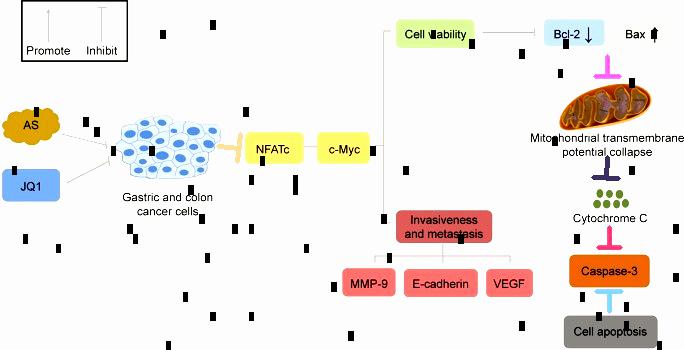 Promote Inhibit
Cell viability
Bcl-2
Bax
AS
JQ1
Gastric and colon
cancer cells
NFATc
c-Myc
Mitochondrial transmembrane
potential collapse
Cytochrome C
Invasiveness
and metastasis
MMP-9
E-cadherin
VEGF
Caspase-3
Cell apoptosis